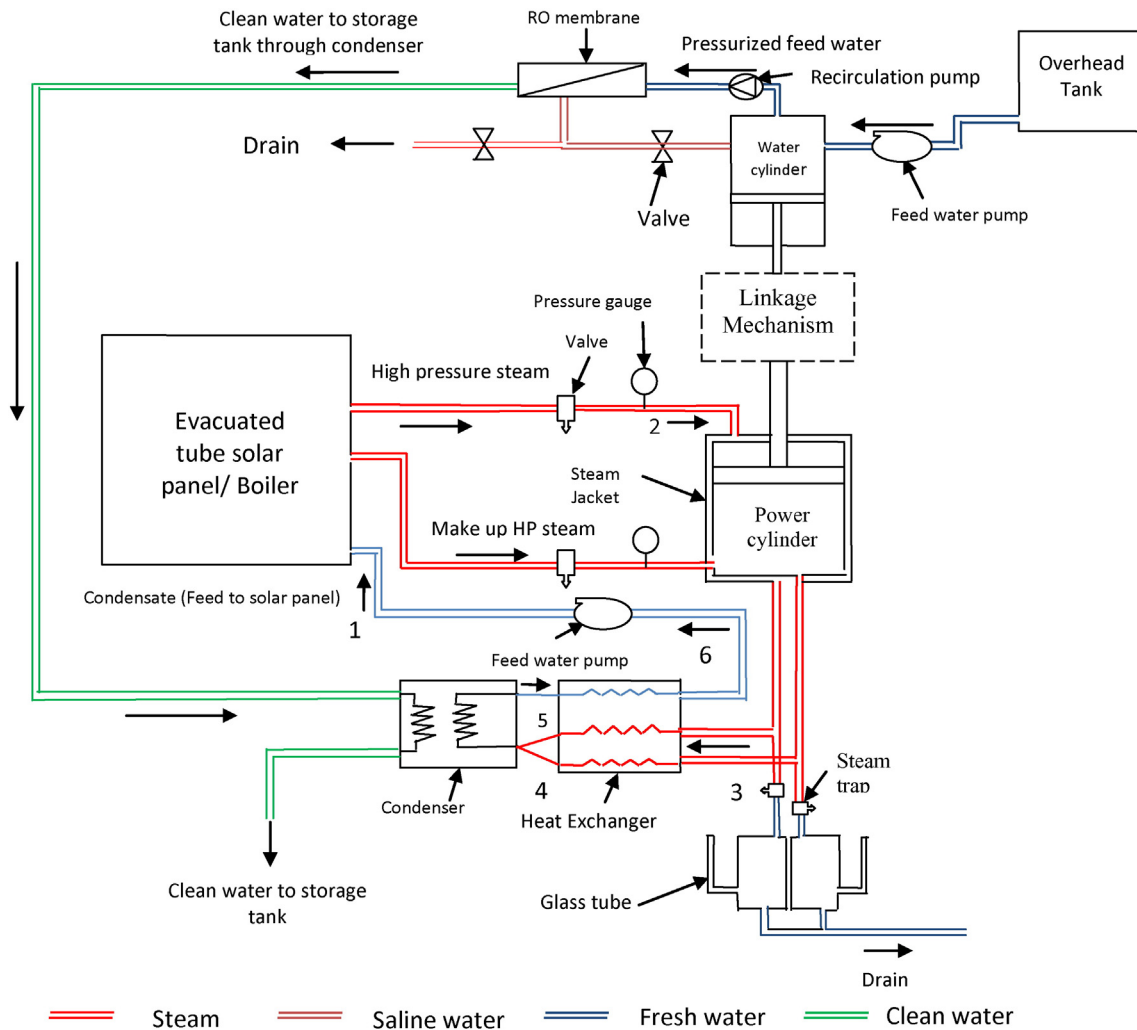 Clean water to storage
tank through condenser
RO membrane
Pressurized feed water
Recirculation pump
Overhead
Tank
Drain
Valve
Water
cylinder
Feed water pump
Linkage
Mechanism
Pressure gauge
Valve
High pressure steam
2
Evacuated
tube solar
panel/ Boiler
Steam
Jacket
Power
cylinder
Make up HP steam
Condensate (Feed to solar panel)
1
Feed water pump
6
5
4
3
Steam
trap
Condenser
Heat Exchanger
Clean water to storage
tank
Glass tube
Drain
Steam
Saline water
Fresh water
Clean water